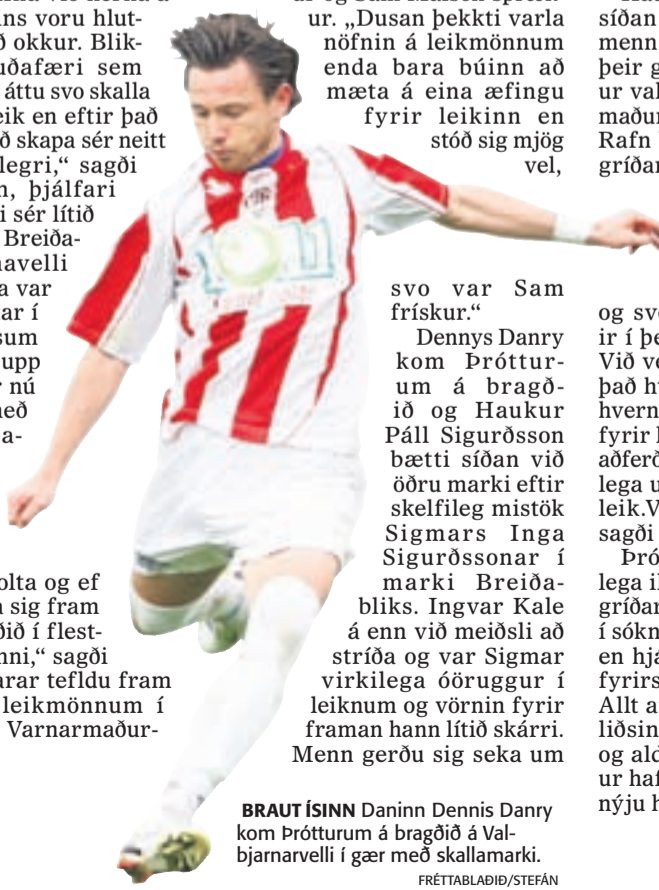 ns voru hlut-
ð okkur. Blik-
uðafæri sem
áttu svo skalla
eik en eftir það
ð skapa sér neitt
legri,“ sagði
n, þjálfari
i sér lítið
Breiða-
avelli
a var
var í
sum
upp
r nú
með
a-
olta og ef
sig fram
ðið í flest-
nni,“ sagði
arar tefldu fram
leikmönnum í
Varnarmaður-
ur. „Dusan þekkti varla
nöfnin á leikmönnum
enda bara búinn að
mæta á eina æfingu
fyrir leikinn en
stóð sig mjög
vel,
svo var Sam
frískur.“
Dennys Danry
kom Þróttur-
um á bragð-
ið og Haukur
Páll Sigurðsson
bætti síðan við
öðru marki eftir
skelfileg mistök
Sigmars Inga
Sigurðssonar í
marki Breiða-
bliks. Ingvar Kale
á enn við meiðsli að
stríða og var Sigmar
virkilega óöruggur í
leiknum og vörnin fyrir
framan hann lítið skárri.
Menn gerðu sig seka um
BRAUT ÍSINN Daninn Dennis Danry
kom Þrótturum á bragðið á Val-
bjarnarvelli í gær með skallamarki.
FRÉTTABLAÐIÐ/STEFÁN
síðan
menn
þeir g
ur val
maður
Rafn
gríðar
og sv
ir í þe
Við ve
það h
hvern
fyrir
aðferð
lega u
leik.V
sagði
Þró
lega i
gríðar
í sókn
en hjá
fyrirs
Allt a
liðsin
og ald
ur haf
nýju h